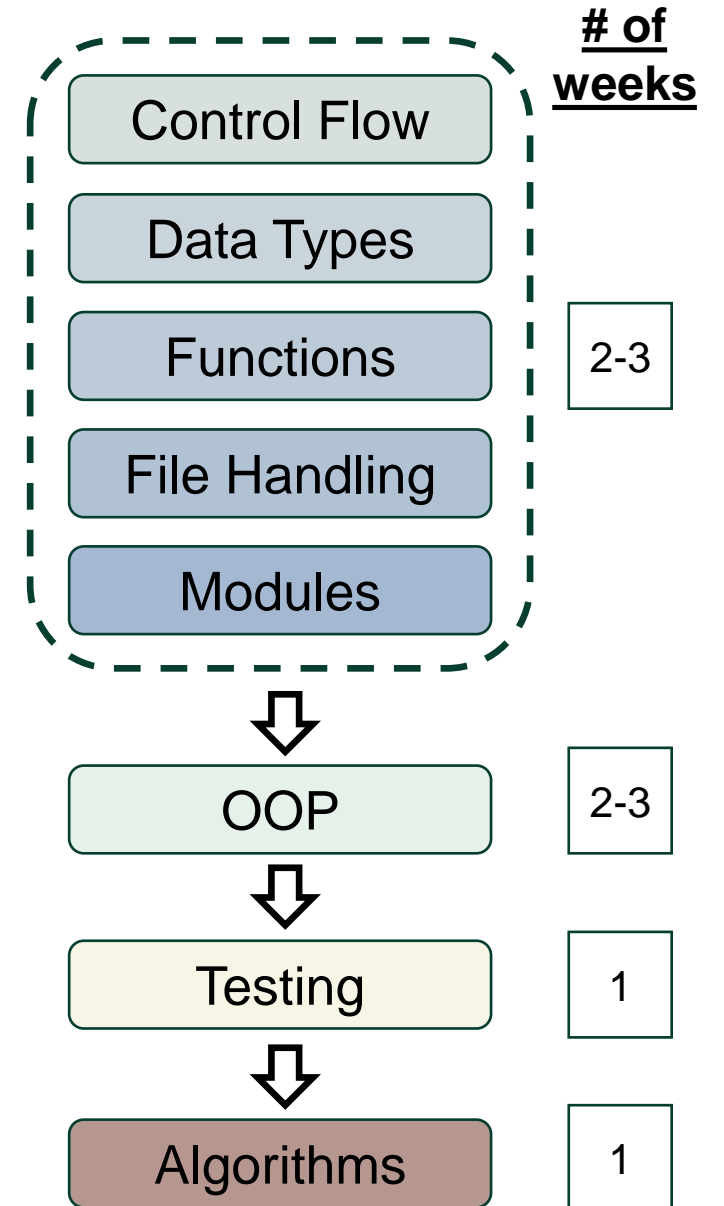 # of
weeks
Control Flow
Data Types
Functions
2-3
File Handling
Modules
OOP
2-3
Testing
1
Algorithms
1